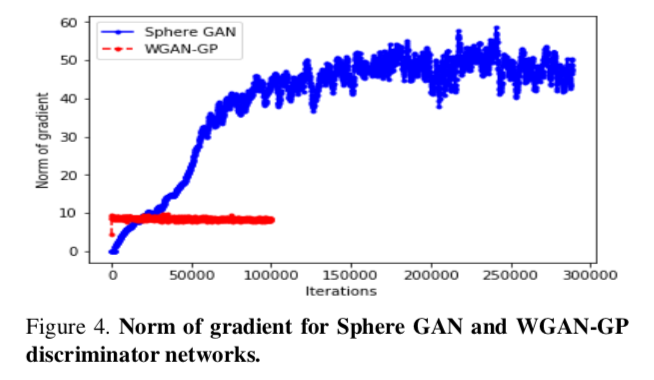 60
50
40
30
20
10
0
Norm of gradient
Sphere GAN
WGAN-GP
0 50000 100000 150000 200000 250000 300000
Iterations
Figure 4. Norm of gradient for Sphere GAN and WGAN-GP
discriminator networks.